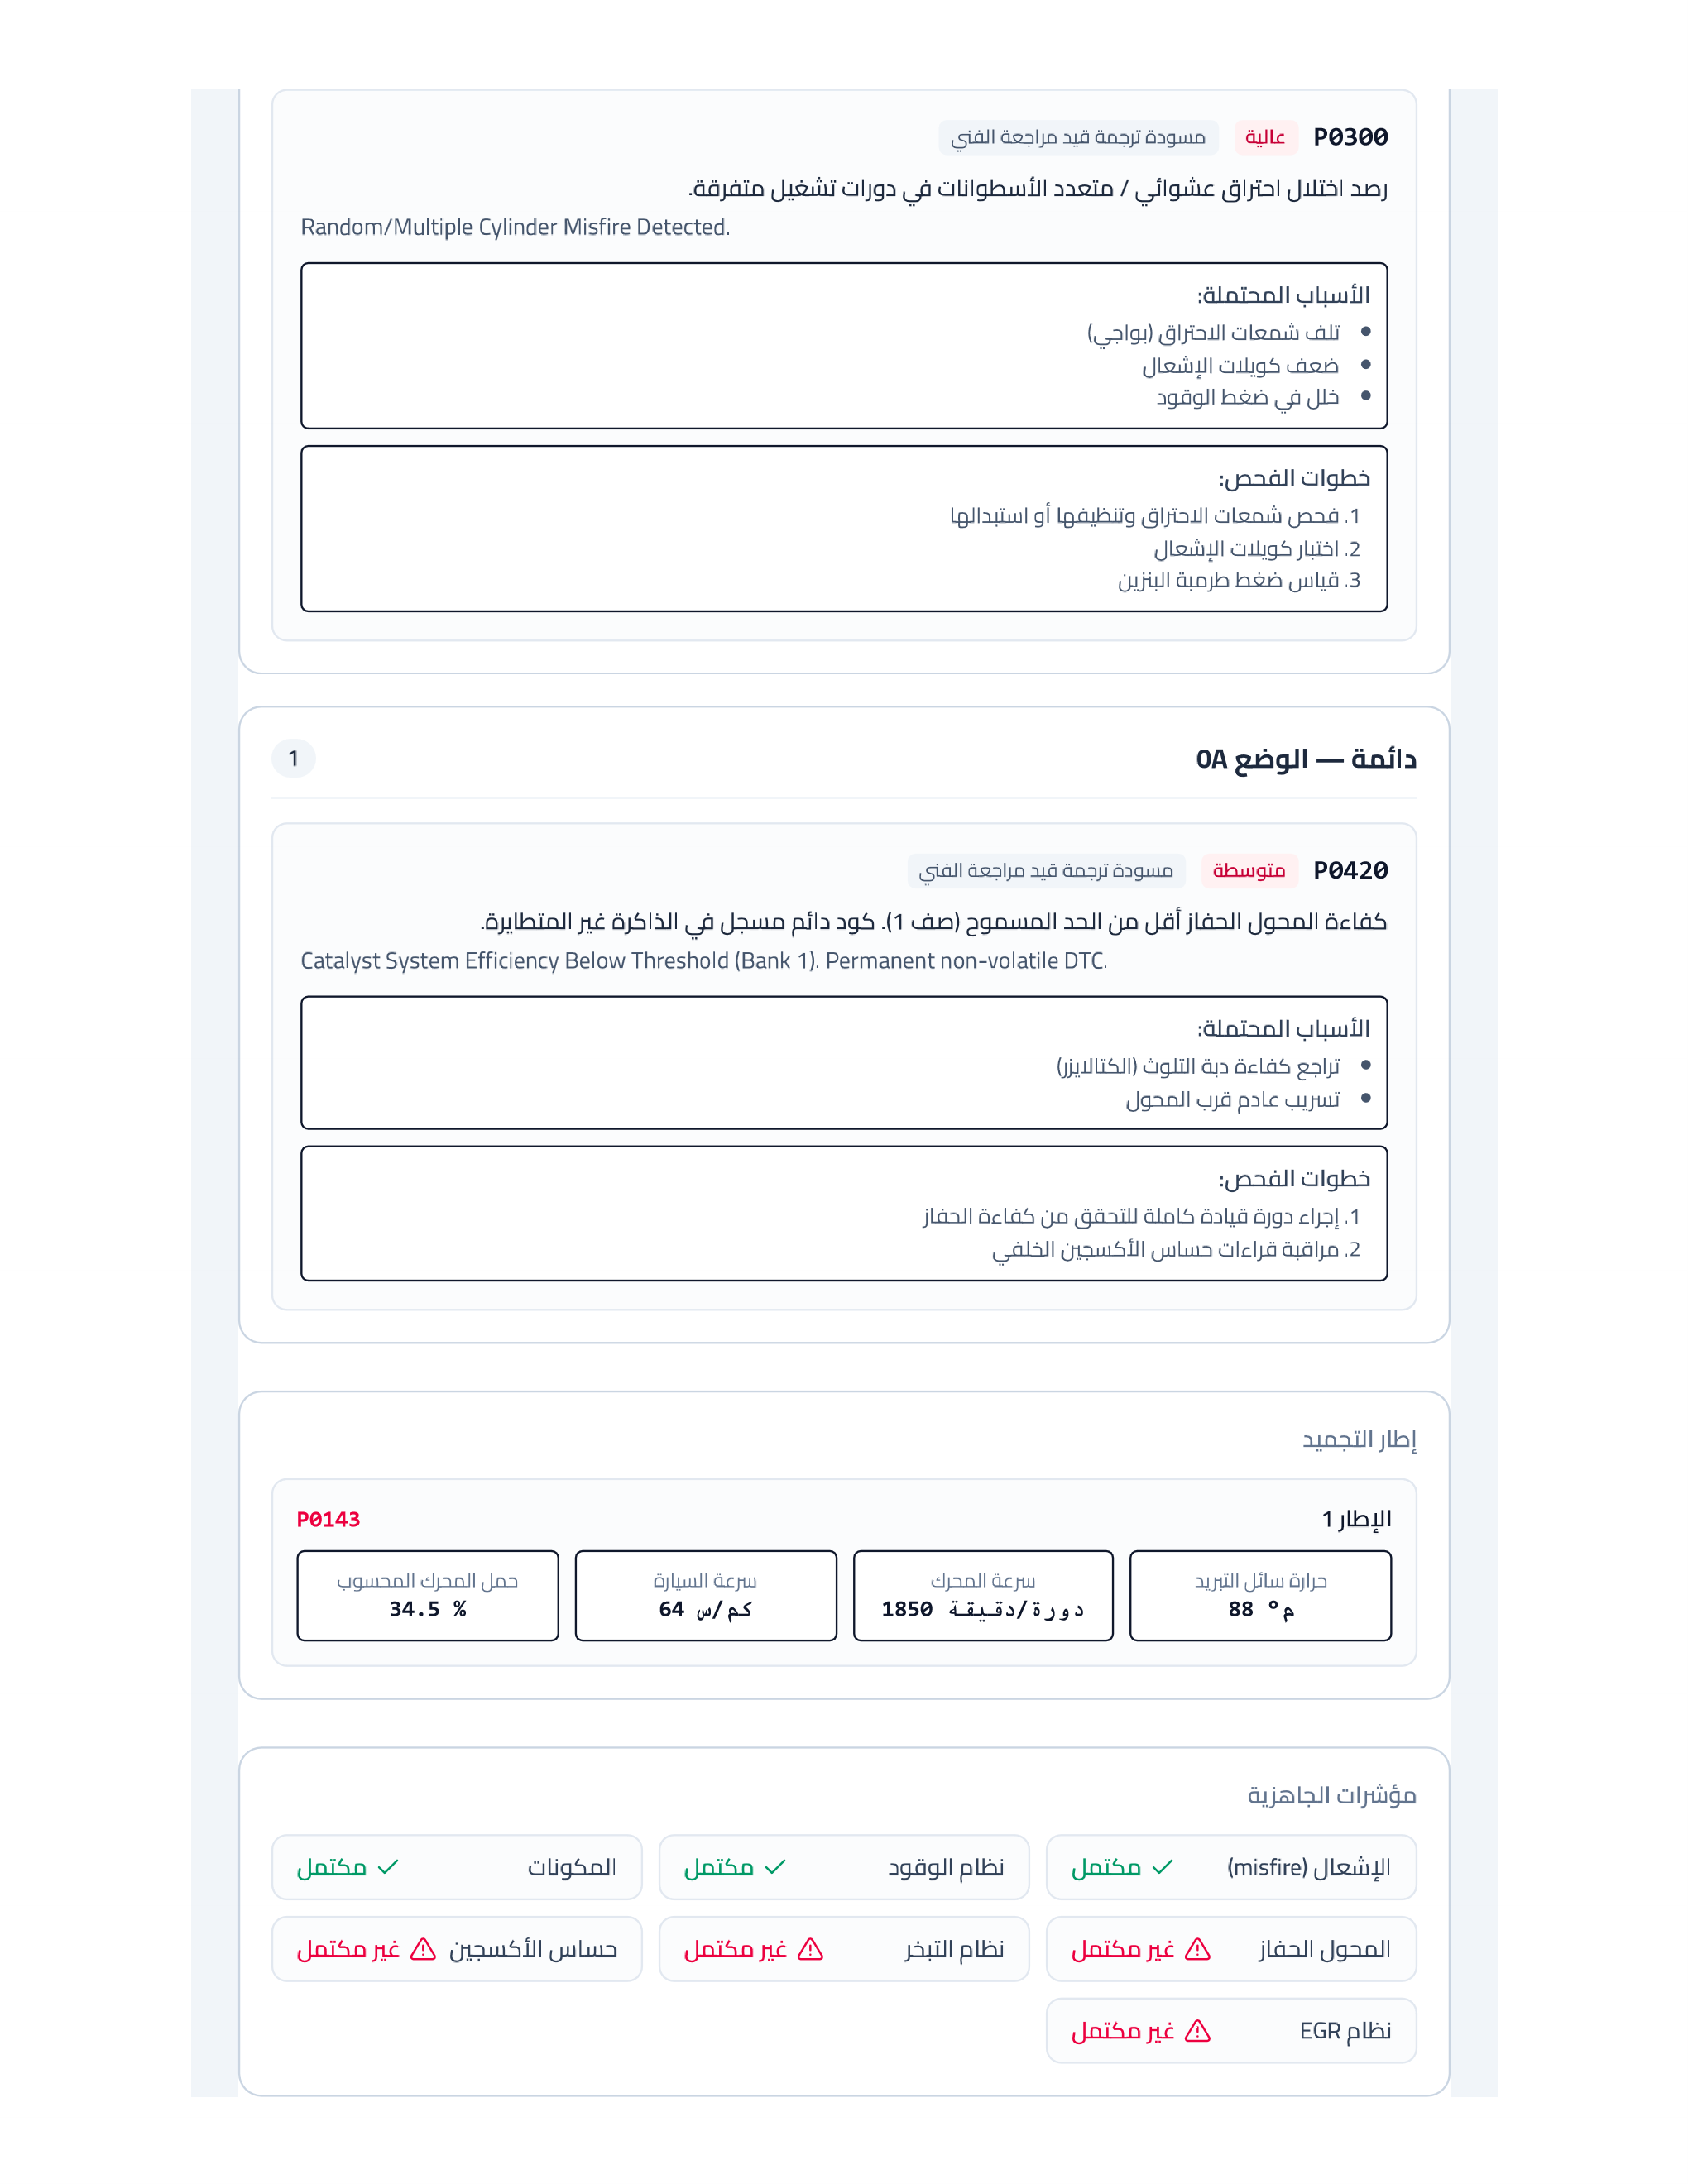 P0300 عالية مسودة ترجمة قيد مراجعة الفني
رصد اختلال احتراق عشوائي / متعدد الأسطوانات في دورات تشغيل متفرقة.
Random/Multiple Cylinder Misfire Detected.
الأسباب المحتملة:
• تلف شمعات الاحتراق (بواجي)
• ضعف كويلات الإشعال
• خلل في ضغط الوقود
خطوات الفحص:
1. فحص شمعات الاحتراق وتنظيفها أو استبدالها
2. اختبار كويلات الإشعال
3. قياس ضغط طرمبة البنزين
دائمة — الوضع 0A 1
P0420 متوسطة مسودة ترجمة قيد مراجعة الفني
كفاءة المحول الحفاز أقل من الحد المسموح (صف 1). كود دائم مسجل في الذاكرة غير المتطايرة.
Catalyst System Efficiency Below Threshold (Bank 1). Permanent non-volatile DTC.
الأسباب المحتملة:
• تراجع كفاءة دبة التلوث (الكتالايزر)
• تسريب عادم قرب المحول
خطوات الفحص:
1. إجراء دورة قيادة كاملة للتحقق من كفاءة الحفاز
2. مراقبة قراءات حساس الأكسجين الخلفي
إطار التجميد
الإطار 1 P0143
حرارة سائل التبريد سرعة المحرك سرعة السيارة حمل المحرك المحسوب
88 °م 1850 دورة/دقيقة 64 كم/س 34.5 %
مؤشرات الجاهزية
الإشعال (misfire) مكتمل نظام الوقود مكتمل المكونات مكتمل
المحول الحفاز غير مكتمل نظام التبخر غير مكتمل حساس الأكسجين غير مكتمل
نظام EGR غير مكتمل